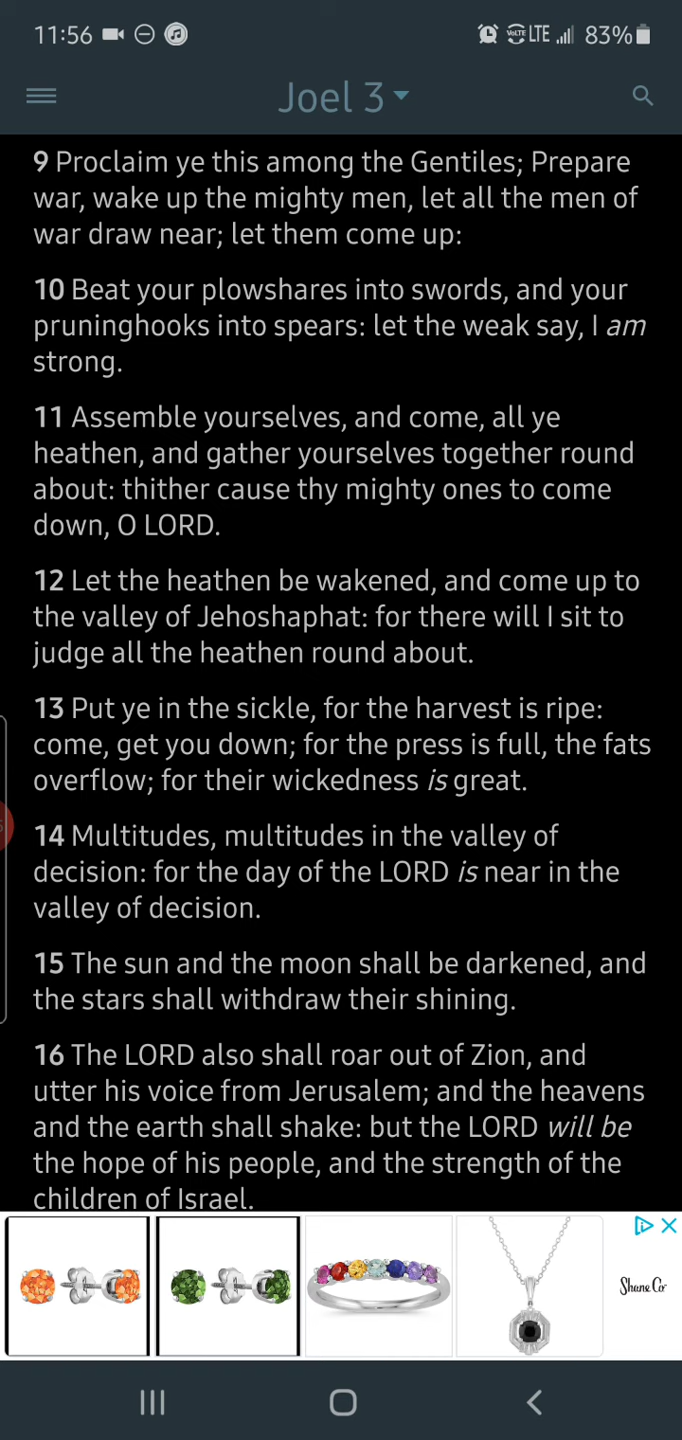 11:56 VoLTE LTE 83%
Joel 3
9 Proclaim ye this among the Gentiles; Prepare
war, wake up the mighty men, let all the men of
war draw near; let them come up:
10 Beat your plowshares into swords, and your
pruninghooks into spears: let the weak say, I am
strong.
11 Assemble yourselves, and come, all ye
heathen, and gather yourselves together round
about: thither cause thy mighty ones to come
down, O LORD.
12 Let the heathen be wakened, and come up to
the valley of Jehoshaphat: for there will I sit to
judge all the heathen round about.
13 Put ye in the sickle, for the harvest is ripe:
come, get you down; for the press is full, the fats
overflow; for their wickedness is great.
14 Multitudes, multitudes in the valley of
decision: for the day of the LORD is near in the
valley of decision.
15 The sun and the moon shall be darkened, and
the stars shall withdraw their shining.
16 The LORD also shall roar out of Zion, and
utter his voice from Jerusalem; and the heavens
and the earth shall shake: but the LORD will be
the hope of his people, and the strength of the
children of Israel.
Shane Co